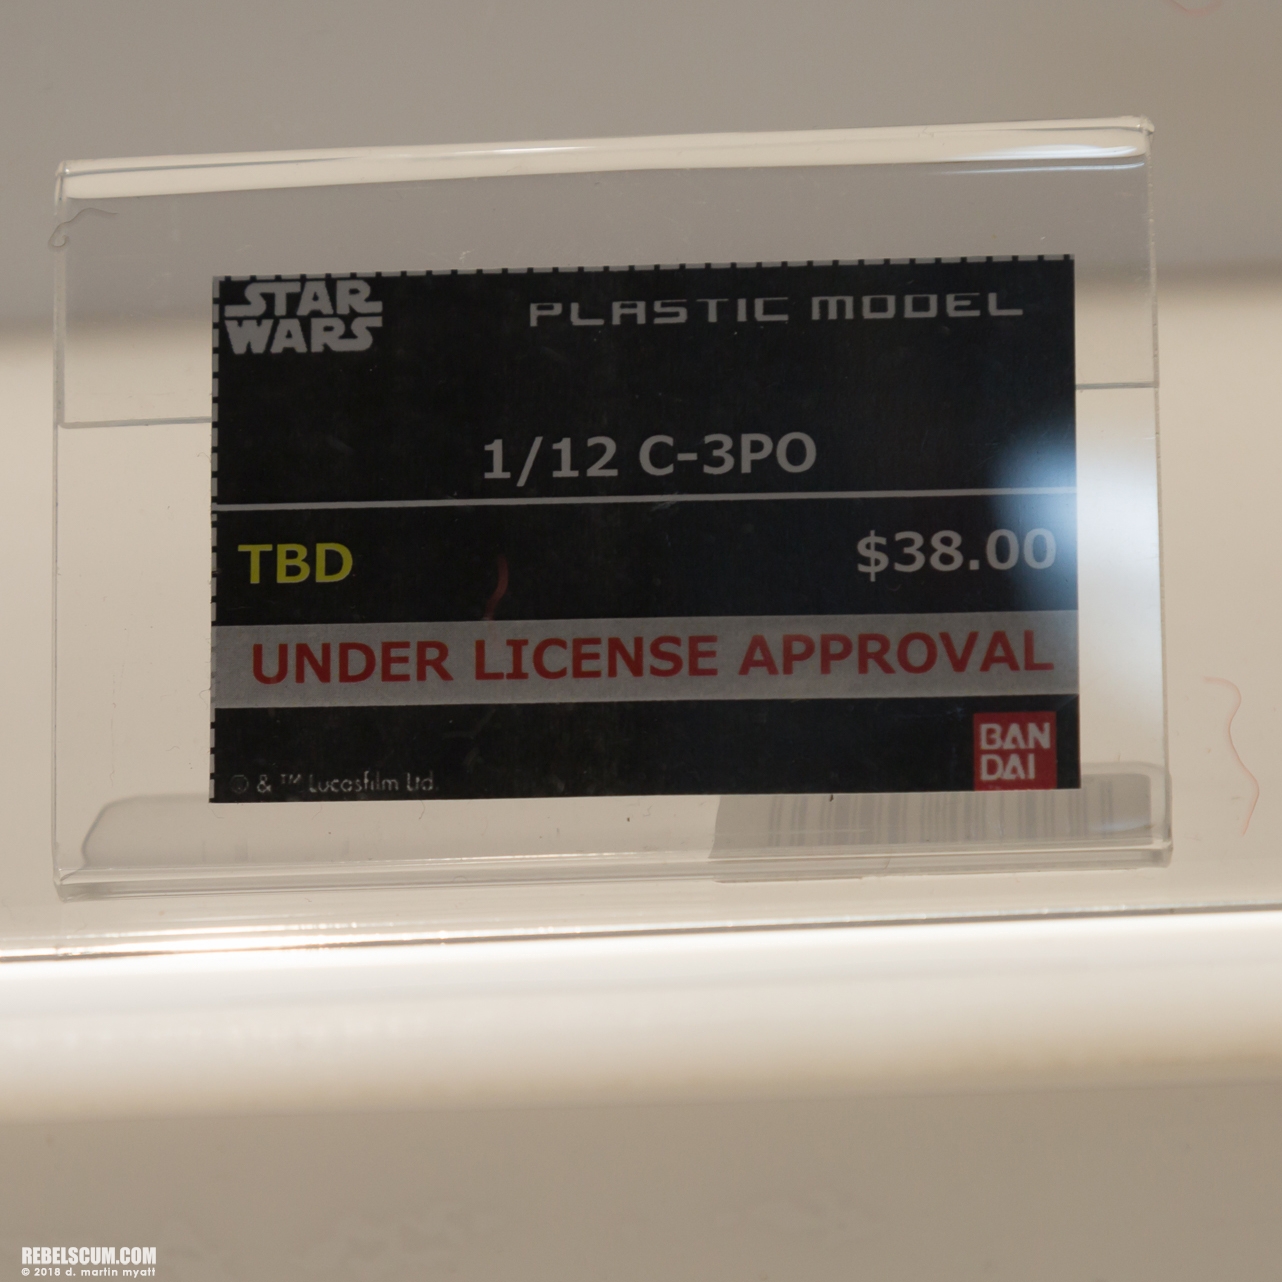 STAR
WARS
PLASTIC MODEL
1/12 C-3PO
TBD
$38.00
UNDER LICENSE APPROVAL
© & ™ Lucasfilm Ltd.
BAN
DAI
REBELSCUM.COM
© 2018 d. martin myatt